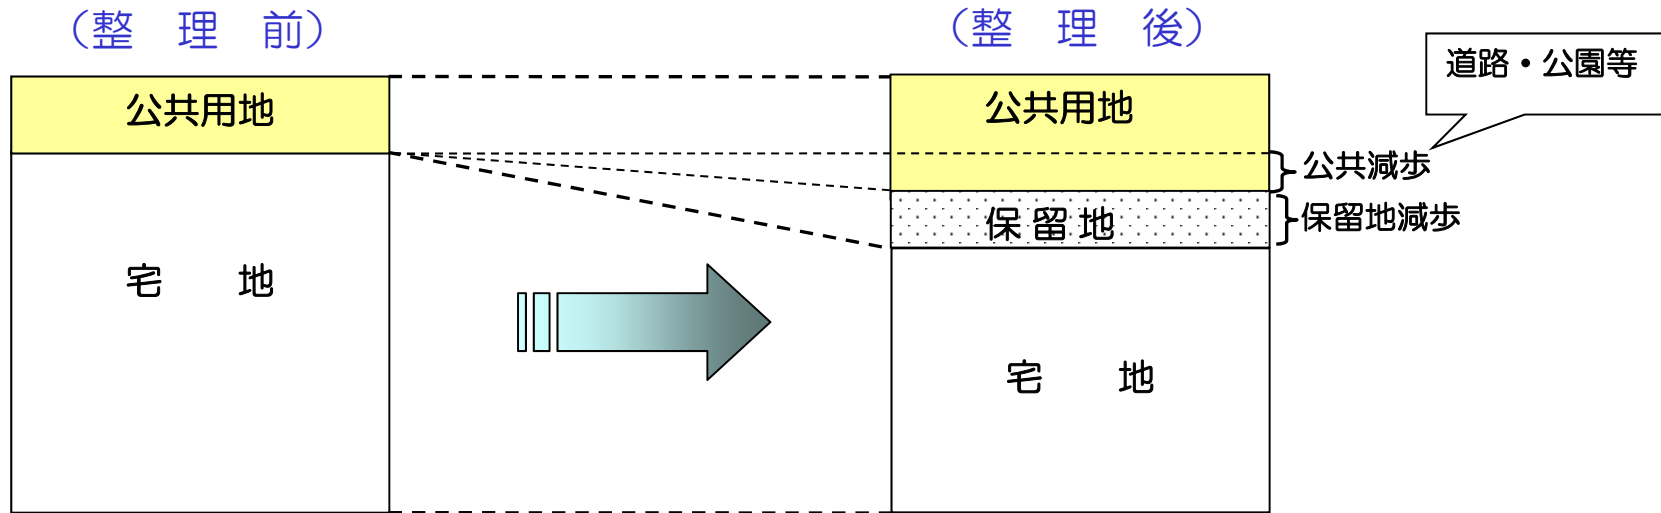 （整　理　前）
（整　理　後）
道路・公園等
公共用地
公共用地
公共減歩
保留地
保留地減歩
宅　地
宅　地